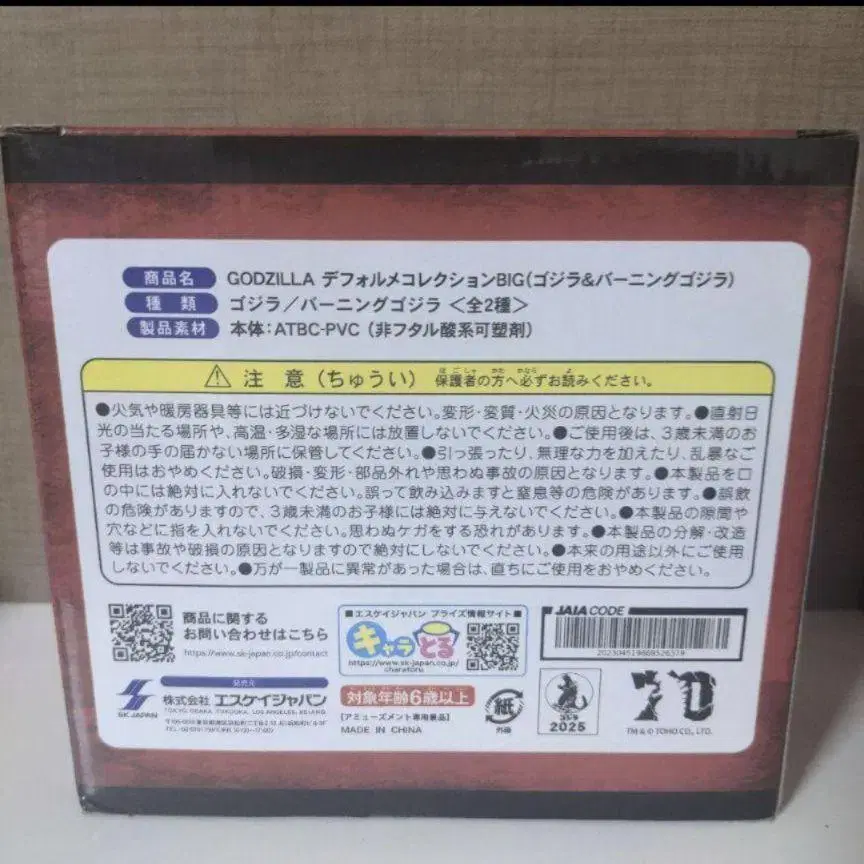 商品名 GODZILLA デフォルメコレクションBIG(ゴジラ&バーニングゴジラ)
種類 ゴジラ/バーニングゴジラ <全2種>
製品素材 本体:ATBC-PVC (非フタル酸系可塑剤)
注意(ちゅうい) 保護者の方へ必ずお読みください。
●火気や暖房器具等には近づけないでください。変形・変質・火災の原因となります。●直射日
光の当たる場所や、高温・多湿な場所には放置しないでください。●ご使用後は、3歳未満のお
子様の手の届かない場所に保管してください。●引っ張ったり、無理な力を加えたり、乱暴なご
使用はおやめください。破損・変形・部品外れや思わぬ事故の原因となります。●本製品を口
の中には絶対に入れないでください。誤って飲み込みますと窒息等の危険があります。●誤飲
の危険がありますので、3歳未満のお子様には絶対に与えないでください。●本製品の隙間や
穴などに指を入れないでください。思わぬケガをする恐れがあります。●本製品の分解・改造
等は事故や破損の原因となりますので絶対にしないでください。●本来の用途以外にご使用
しないでください。●万が一製品に異常があった場合は、直ちにご使用をおやめください。
商品に関する
お問い合わせはこちら
https://www.sk-japan.co.jp/contact
■エスケイジャパン プライズ情報サイト■
キャラとる
https://www.sk-japan.co.jp/
charatoru
JAIA CODE
SK JAPAN
発売元
株式会社エスケイジャパン
対象年齢6歳以上
[アミューズメント専用景品]
MADE IN CHINA
紙
外箱
ゴジラ
2025
70
TM & © TOHO CO., LTD.